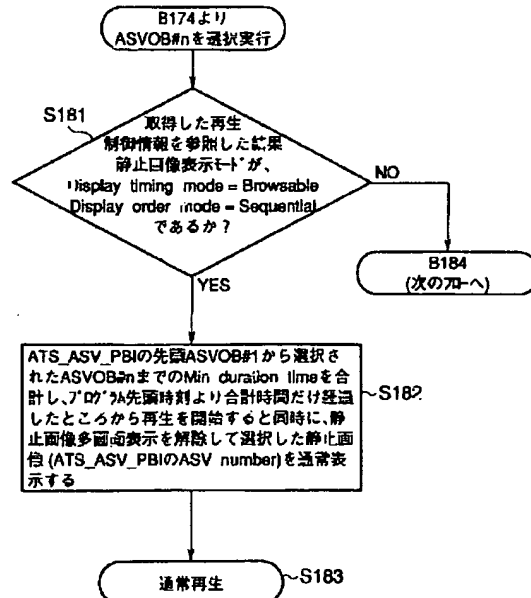 B174より
ASVOB#nを選択実行
S181
取得した再生
制御情報を参照した結果
静止画像表示モードが、
Display timing mode = Browsable
Display order mode = Sequential
であるか？
NO
B184
(次のフローへ)
YES
ATS_ASV_PBIの先頭ASVOB#1から選択さ
れたASVOB#nまでのMin duration timeを合
計し、プログラム先頭時刻より合計時間だけ経過
したところから再生を開始すると同時に、静
止画像多画面表示を解除して選択した静止画
像 (ATS_ASV_PBIのASV number)を通常表
示する
S182
通常再生
S183